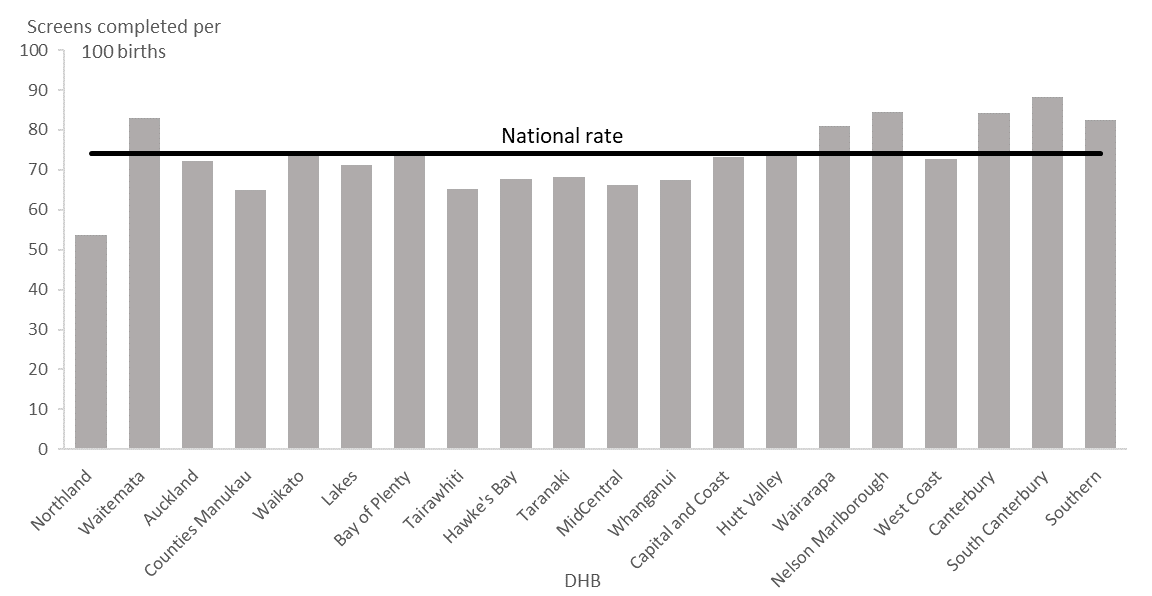 Screens completed per
100 births
100
90
80
70
60
50
40
30
20
10
0
National rate
Northland
Waitemata
Auckland
Counties Manukau
Waikato
Lakes
Bay of Plenty
Tairawhiti
Hawke's Bay
Taranaki
MidCentral
Whanganui
Capital and Coast
Hutt Valley
Wairarapa
Nelson Marlborough
West Coast
Canterbury
South Canterbury
Southern
DHB